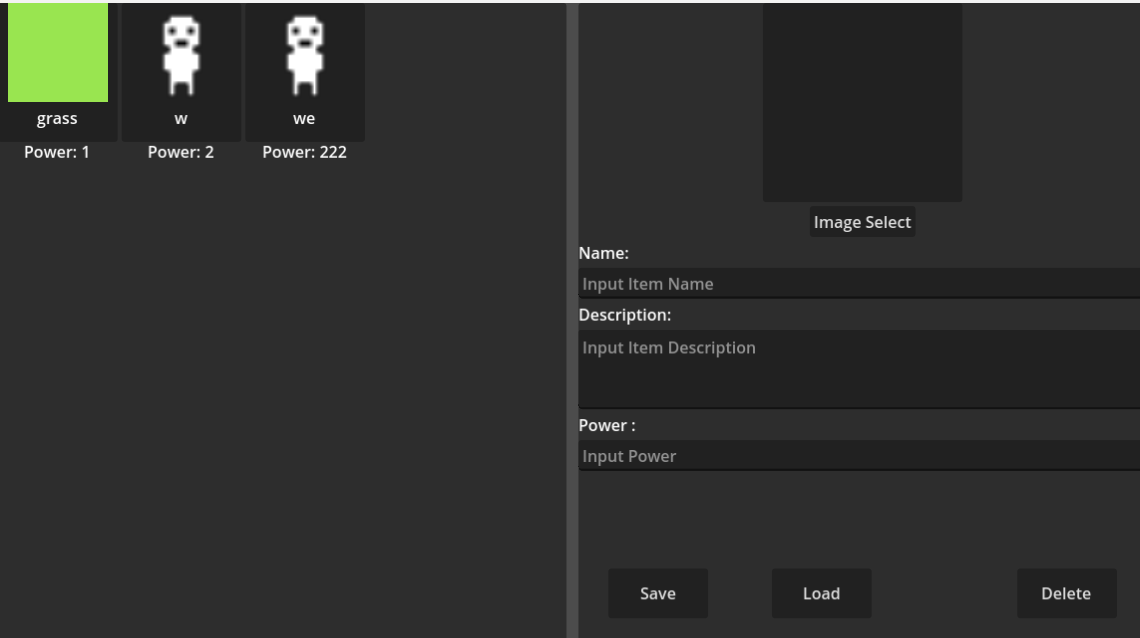 grass
w
we
Power: 1
Power: 2
Power: 222
Image Select
Name:
Input Item Name
Description:
Input Item Description
Power :
Input Power
Save
Load
Delete